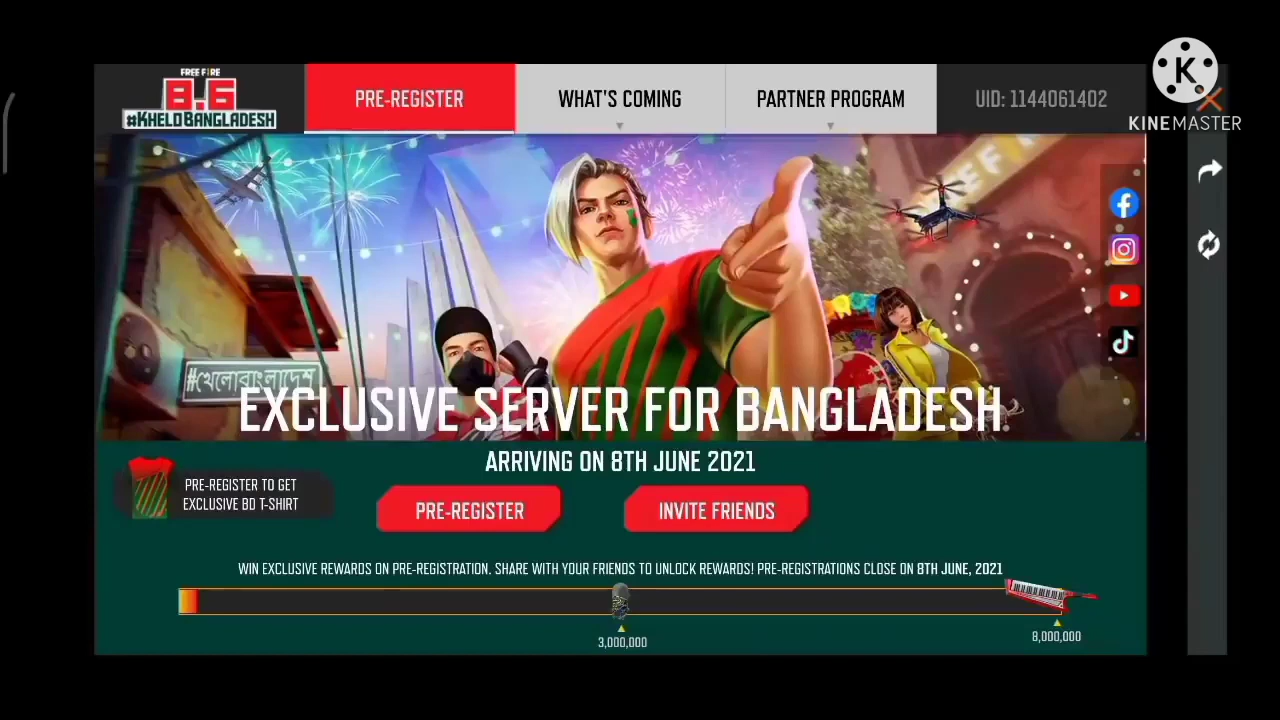 FREE FIRE
8.6
#KHELOBANGLADESH
PRE-REGISTER
WHAT'S COMING
PARTNER PROGRAM
UID: 1144061402
K
KINEMASTER
#খেলোবাংলাদেশ
EXCLUSIVE SERVER FOR BANGLADESH
ARRIVING ON 8TH JUNE 2021
PRE-REGISTER TO GET
EXCLUSIVE BD T-SHIRT
PRE-REGISTER
INVITE FRIENDS
WIN EXCLUSIVE REWARDS ON PRE-REGISTRATION. SHARE WITH YOUR FRIENDS TO UNLOCK REWARDS! PRE-REGISTRATIONS CLOSE ON 8TH JUNE, 2021
3,000,000
8,000,000